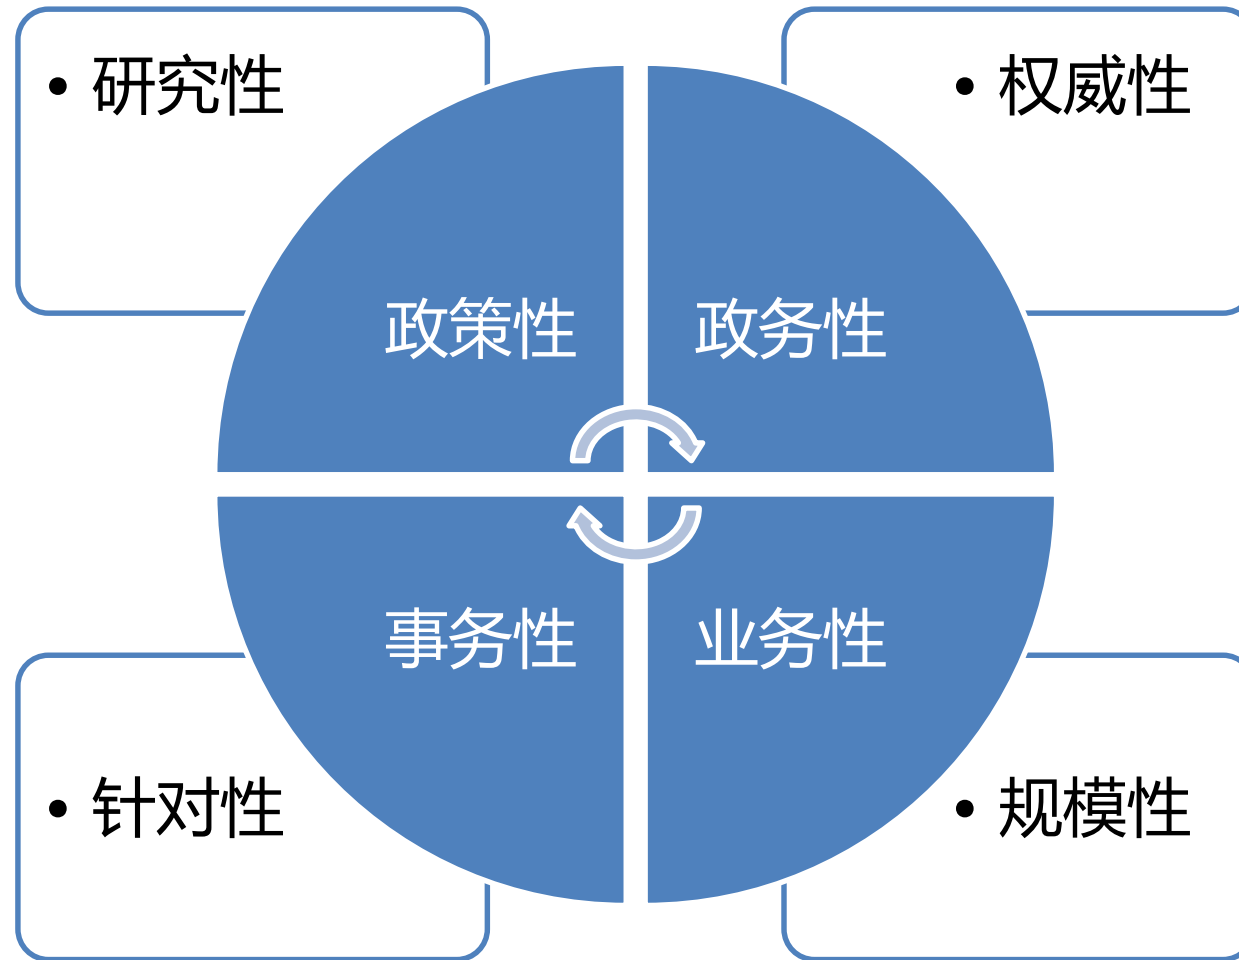 • 研究性
• 权威性
政策性
政务性
事务性
业务性
• 针对性
• 规模性